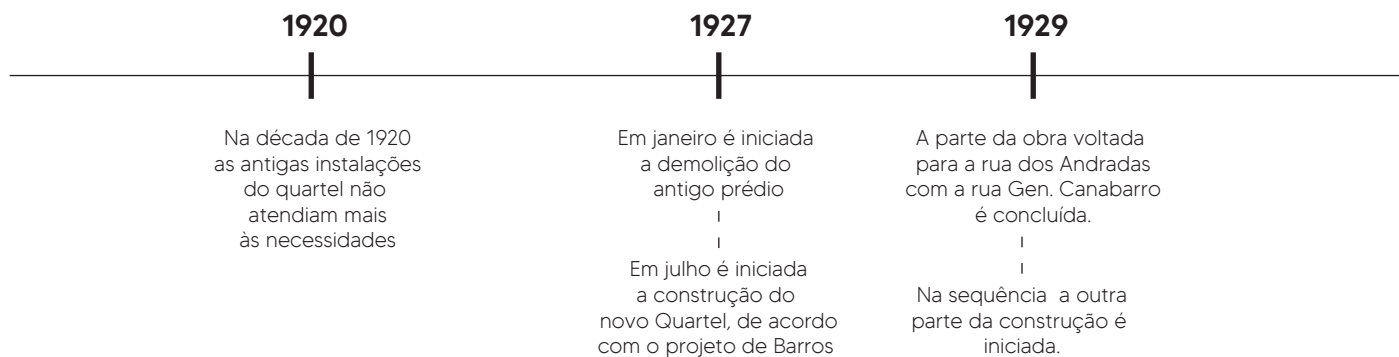 1920
Na década de 1920
as antigas instalações
do quartel não
atendiam mais
às necessidades
1927
Em janeiro é iniciada
a demolição do
antigo prédio
Em julho é iniciada
a construção do
novo Quartel, de acordo
com o projeto de Barros
1929
A parte da obra voltada
para a rua dos Andradas
com a rua Gen. Canabarro
é concluída.
Na sequência a outra
parte da construção é
iniciada.